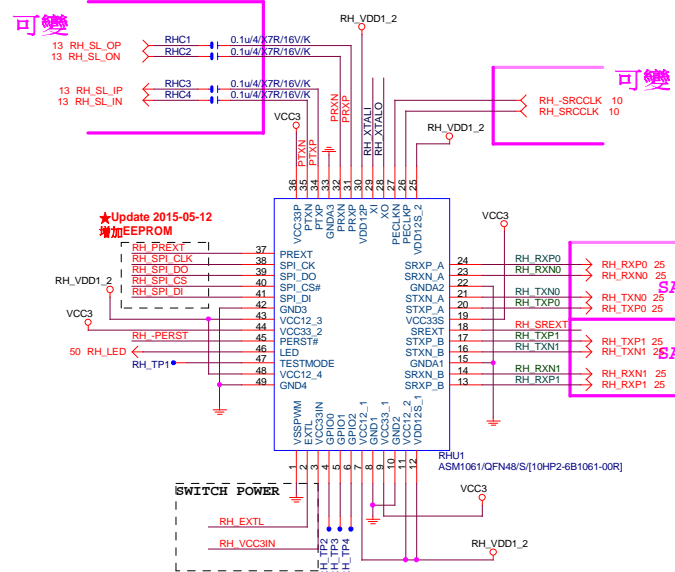 可變
13 RH_SL_OP RHC1 0.1u/4/X7R/16V/K
13 RH_SL_ON RHC2 0.1u/4/X7R/16V/K
13 RH_SL_IP RHC3 0.1u/4/X7R/16V/K
13 RH_SL_IN RHC4 0.1u/4/X7R/16V/K
RH_VDD1_2
可變
RH_-SRCCLK 10
RH_SRCCLK 10
VCC3
PTXN
PTXP
PRXN
PRXP
RH_XTALI
RH_XTALO
RH_VDD1_2
36 35 34 33 32 31 30 29 28 27 26 25
VCC33P
PTXN
PTXP
GNDA3
PRXN
PRXP
VDD12P
XI
XO
PECLKN
PECLKP
VDD12S_2
★Update 2015-05-12
增加EEPROM
RH_PREXT 37 PREXT
RH_SPI_CLK 38 SPI_CK
RH_SPI_DO 39 SPI_DO
RH_SPI_CS 40 SPI_CS#
RH_SPI_DI 41 SPI_DI
42 GND3
RH_VDD1_2 43 VCC12_3
VCC3 44 VCC33_2
RH_-PERST 45 PERST#
50 RH_LED 46 LED
RH_TP1 47 TESTMODE
48 VCC12_4
49 GND4
VCC3
SRXP_A 24 RH_RXP0 RH_RXP0 25
SRXN_A 23 RH_RXN0 RH_RXN0 25
GNDA2 22
STXN_A 21 RH_TXN0 RH_TXN0 25
STXP_A 20 RH_TXP0 RH_TXP0 25
VCC33S 19
SREXT 18 RH_SREXT
STXP_B 17 RH_TXP1 RH_TXP1 25
STXN_B 16 RH_TXN1 RH_TXN1 25
GNDA1 15
SRXN_B 14 RH_RXN1 RH_RXN1 25
SRXP_B 13 RH_RXP1 RH_RXP1 25
VSSPWM
EXTL
VCC33IN
GPIO0
GPIO1
GPIO2
VCC12_1
GND1
VCC33_1
GND2
VCC12_2
VDD12S_1
1 2 3 4 5 6 7 8 9 10 11 12
RHU1
ASM1061/QFN48/S/[10HP2-6B1061-00R]
SWITCH POWER
RH_EXTL
RH_VCC3IN
VCC3
RH_VDD1_2